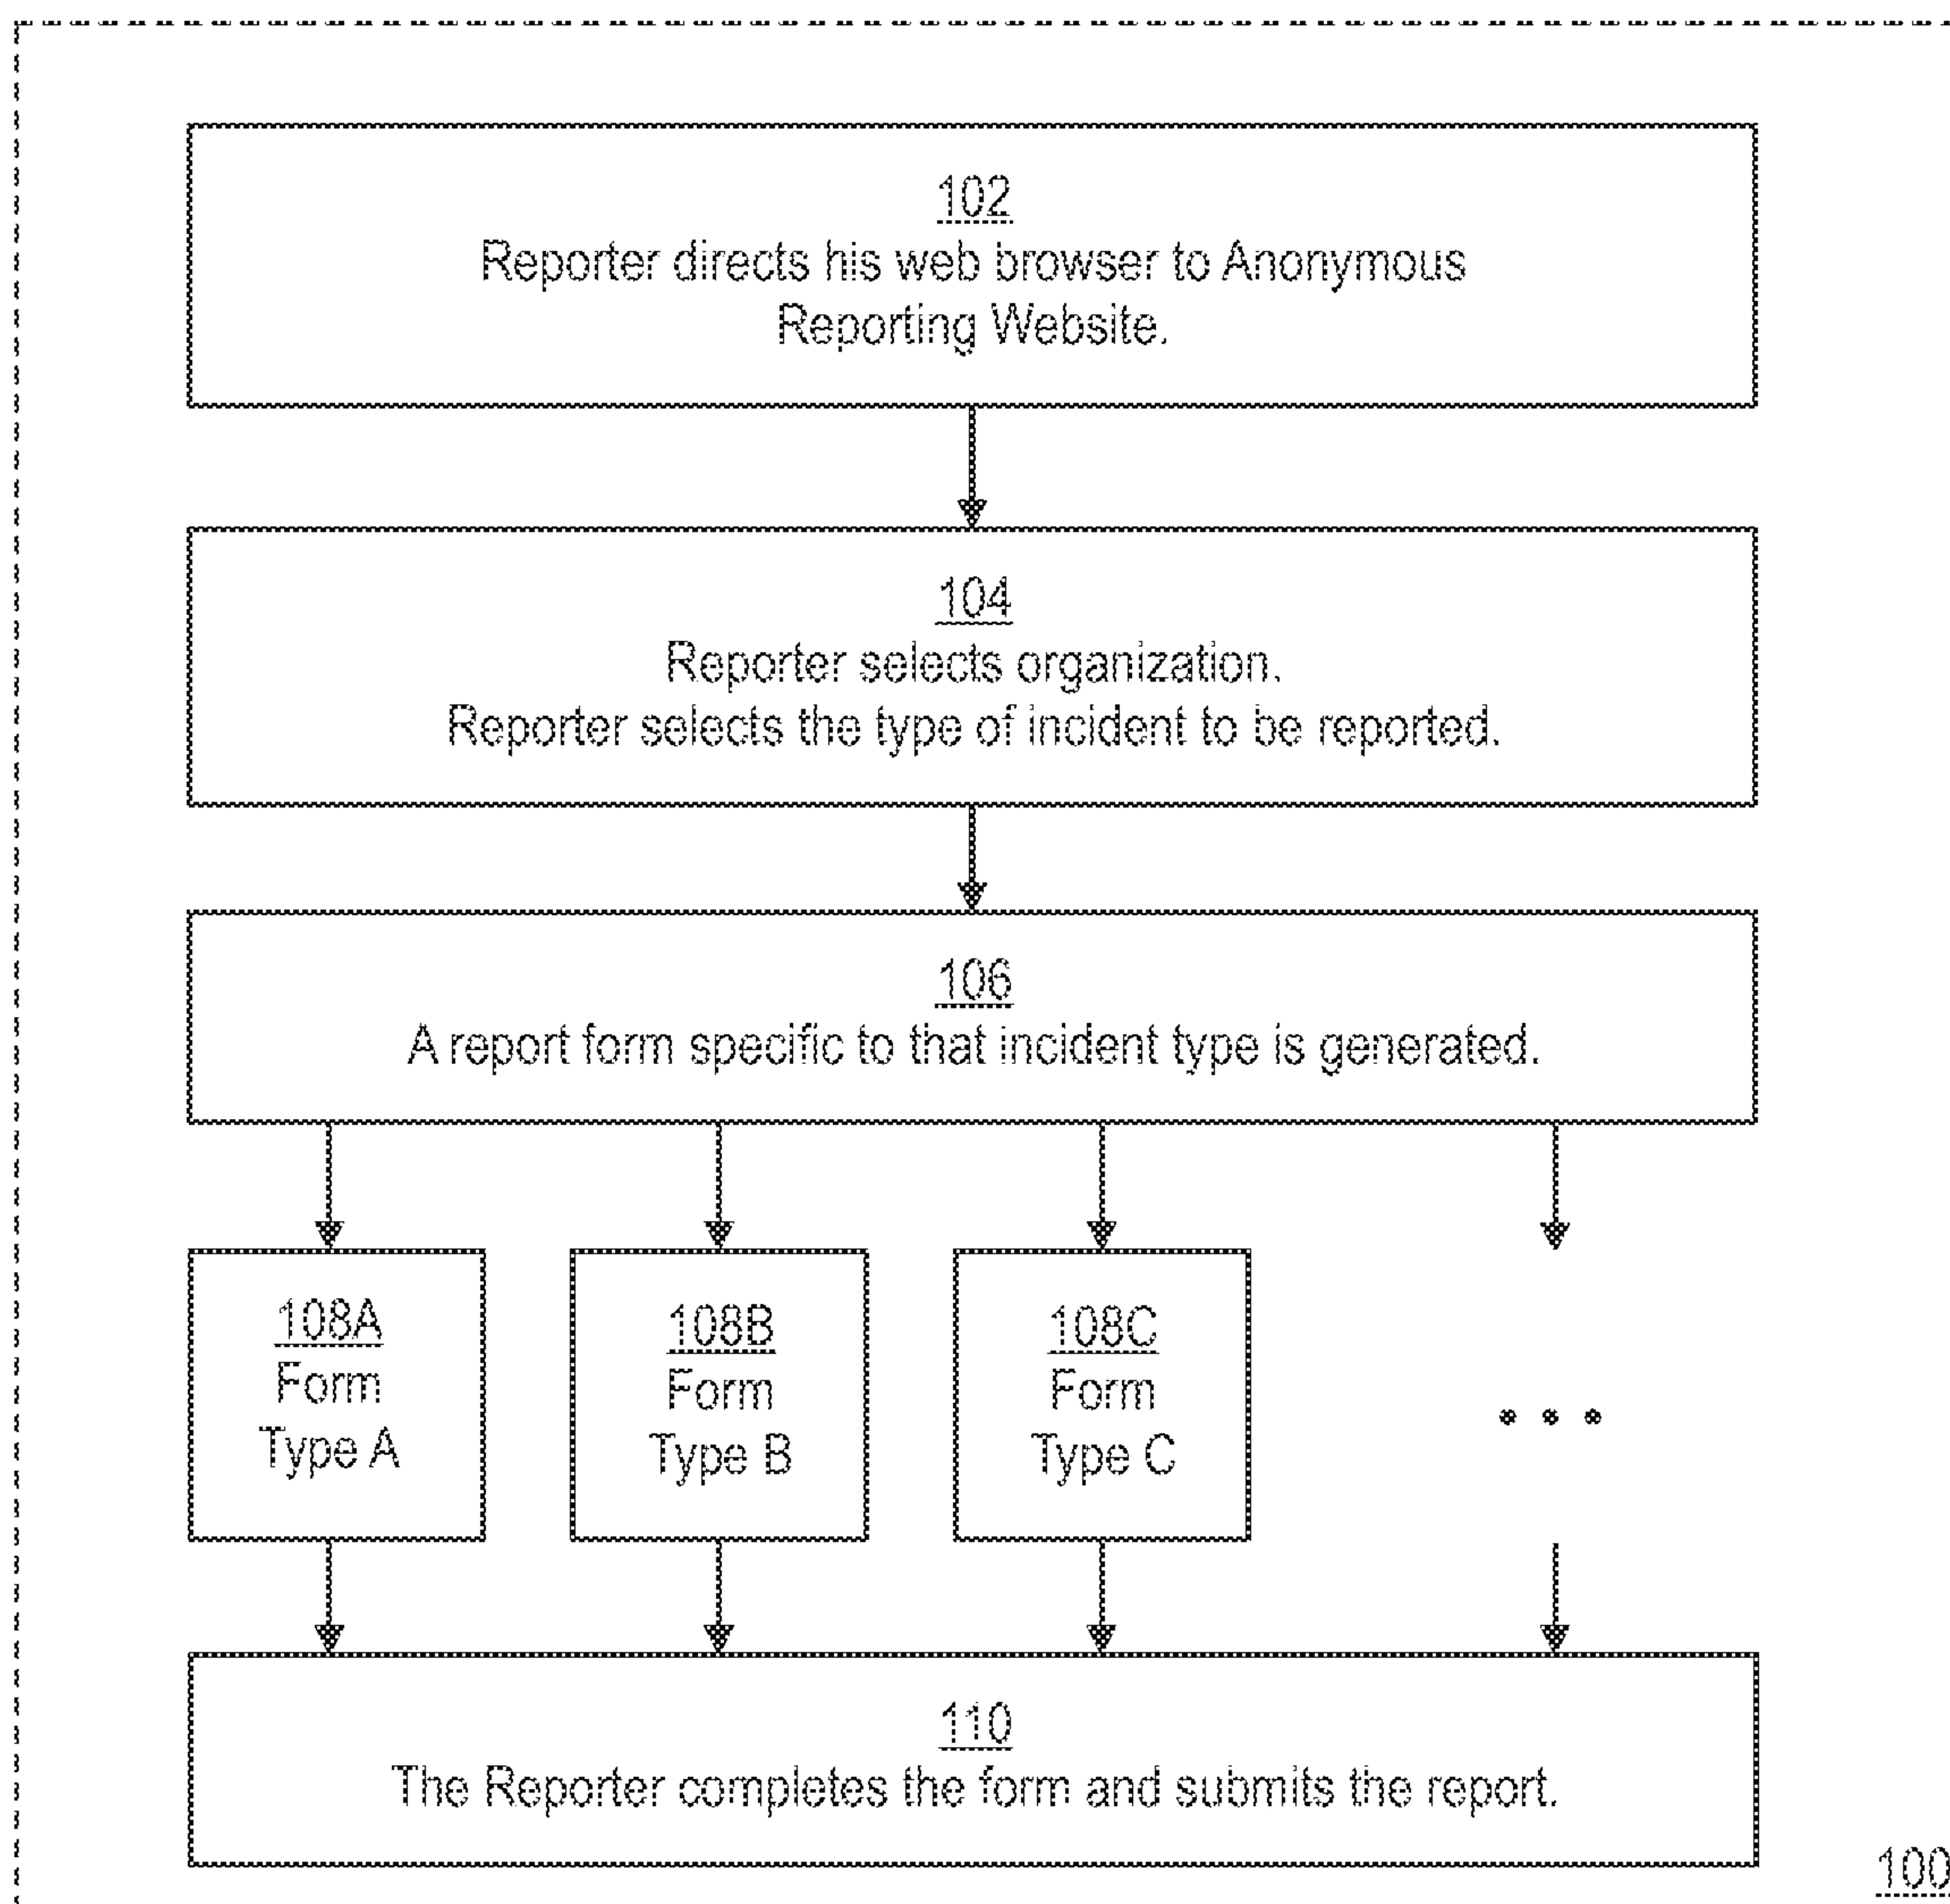 102
Reporter directs his web browser to Anonymous
Reporting Website.
104
Reporter selects organization.
Reporter selects the type of incident to be reported.
106
A report form specific to that incident type is generated.
108A
Form
Type A
108B
Form
Type B
108C
Form
Type C
• • •
110
The Reporter completes the form and submits the report.
100